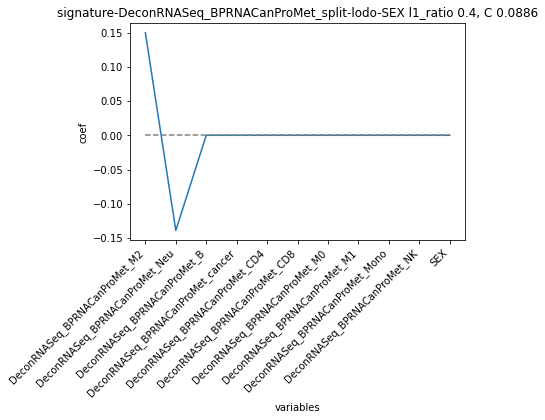 signature-DeconRNASeq_BPRNACanProMet_split-lodo-SEX l1_ratio 0.4, C 0.0886
0.15
0.10
0.05
0.00
−0.05
−0.10
−0.15
coef
DeconRNASeq_BPRNACanProMet_M2
DeconRNASeq_BPRNACanProMet_Neu
DeconRNASeq_BPRNACanProMet_B
DeconRNASeq_BPRNACanProMet_cancer
DeconRNASeq_BPRNACanProMet_CD4
DeconRNASeq_BPRNACanProMet_CD8
DeconRNASeq_BPRNACanProMet_M0
DeconRNASeq_BPRNACanProMet_M1
DeconRNASeq_BPRNACanProMet_Mono
DeconRNASeq_BPRNACanProMet_NK
SEX
variables